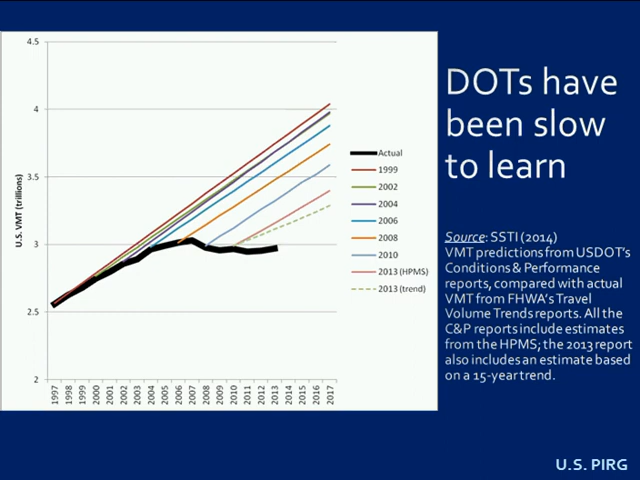 DOTs have
been slow
to learn
4.5
4
3.5
3
2.5
2
U.S. VMT (trillions)
1997
1998
1999
2000
2001
2002
2003
2004
2005
2006
2007
2008
2009
2010
2011
2012
2013
2014
2015
2016
2017
Actual
1999
2002
2004
2006
2008
2010
2013 (HPMS)
2013 (trend)
Source: SSTI (2014)
VMT predictions from USDOT's
Conditions & Performance
reports, compared with actual
VMT from FHWA's Travel
Volume Trends reports. All the
C&P reports include estimates
from the HPMS; the 2013 report
also includes an estimate based
on a 15-year trend.
U.S. PIRG